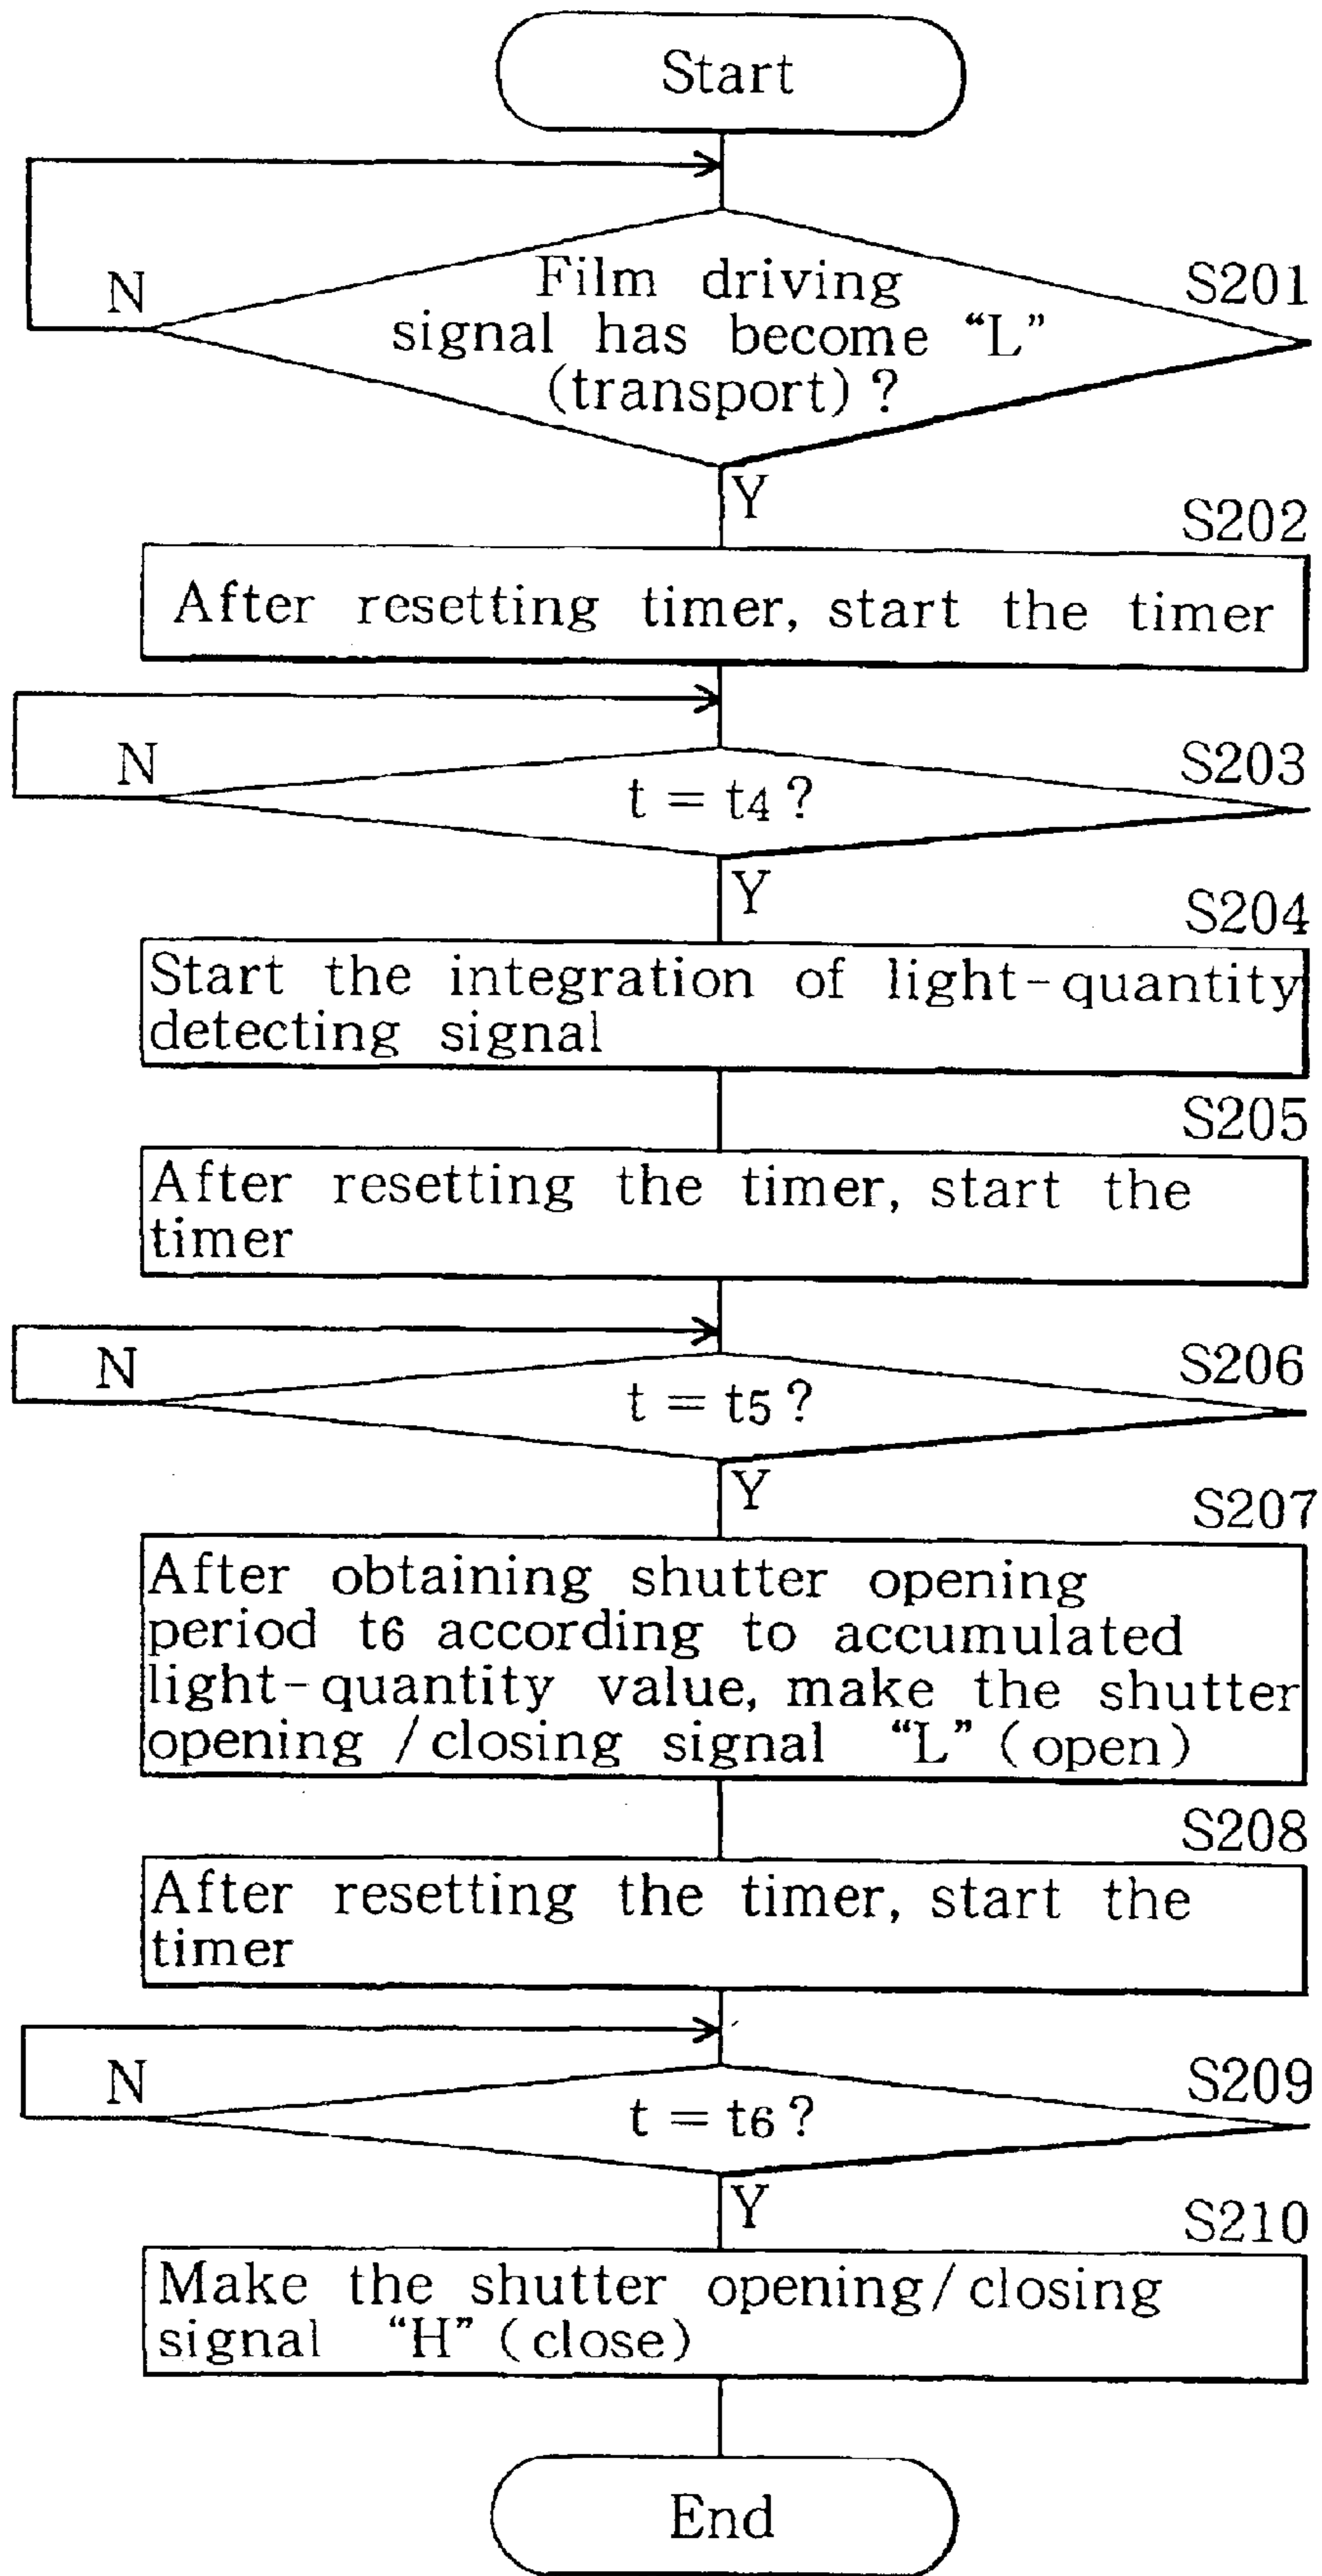 Start
N
Film driving
S201
signal has become “L”
(transport) ?
Y
S202
After resetting timer, start the timer
N
S203
t = t4 ?
Y
S204
Start the integration of light-quantity
detecting signal
S205
After resetting the timer, start the
timer
N
S206
t = t5 ?
Y
S207
After obtaining shutter opening
period t6 according to accumulated
light-quantity value, make the shutter
opening /closing signal “L” (open)
S208
After resetting the timer, start the
timer
N
S209
t = t6 ?
Y
S210
Make the shutter opening/closing
signal “H” (close)
End